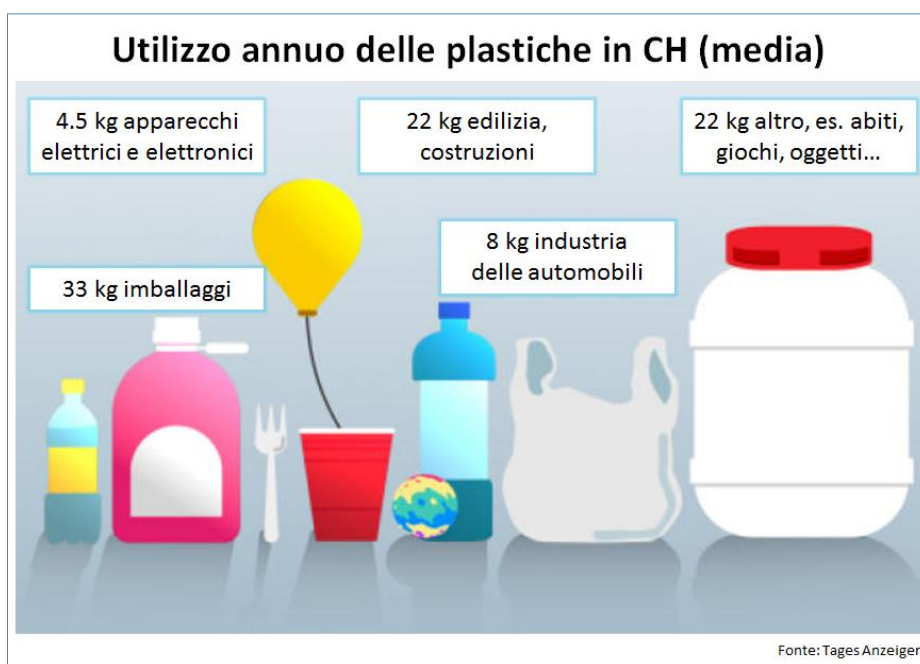 Utilizzo annuo delle plastiche in CH (media)
4.5 kg apparecchi
elettrici e elettronici
22 kg edilizia,
costruzioni
22 kg altro, es. abiti,
giochi, oggetti...
33 kg imballaggi
8 kg industria
delle automobili
Fonte: Tages Anzeiger